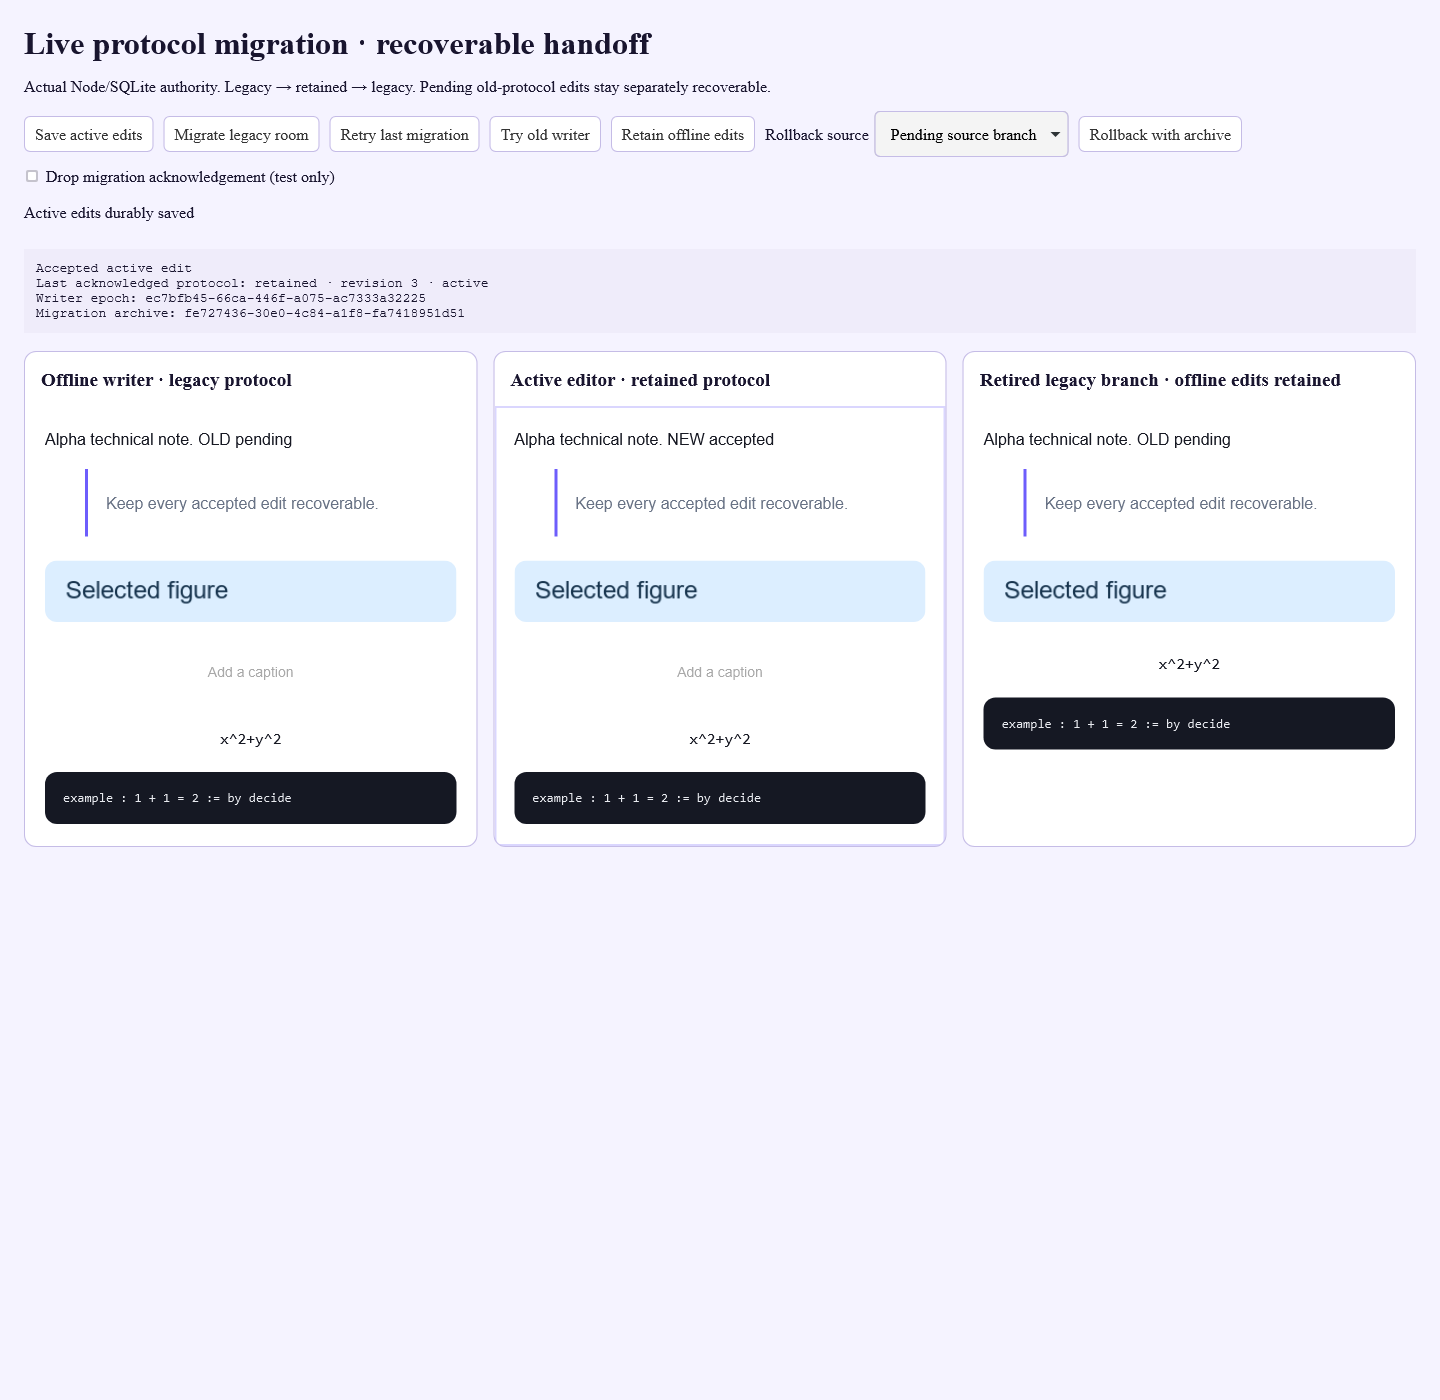 Live protocol migration · recoverable handoff
Actual Node/SQLite authority. Legacy → retained → legacy. Pending old-protocol edits stay separately recoverable.
Save active edits Migrate legacy room Retry last migration Try old writer Retain offline edits Rollback source Pending source branch Rollback with archive
Drop migration acknowledgement (test only)
Active edits durably saved
Accepted active edit
Last acknowledged protocol: retained · revision 3 · active
Writer epoch: ec7bfb45-66ca-446f-a075-ac7333a32225
Migration archive: fe727436-30e0-4c84-a1f8-fa7418951d51
Offline writer · legacy protocol
Alpha technical note. OLD pending
Keep every accepted edit recoverable.
Selected figure
Add a caption
x^2+y^2
example : 1 + 1 = 2 := by decide
Active editor · retained protocol
Alpha technical note. NEW accepted
Keep every accepted edit recoverable.
Selected figure
Add a caption
x^2+y^2
example : 1 + 1 = 2 := by decide
Retired legacy branch · offline edits retained
Alpha technical note. OLD pending
Keep every accepted edit recoverable.
Selected figure
x^2+y^2
example : 1 + 1 = 2 := by decide